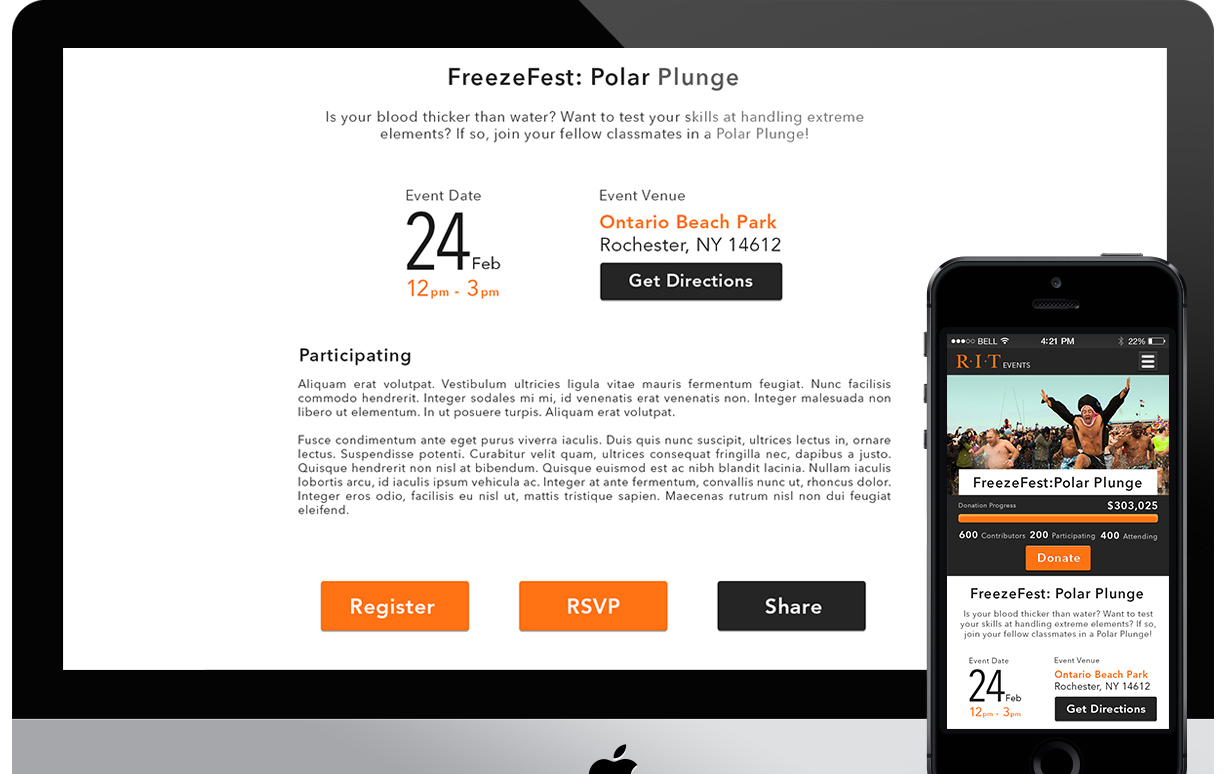 FreezeFest: Polar Plunge
Is your blood thicker than water? Want to test your skills at handling extreme
elements? If so, join your fellow classmates in a Polar Plunge!
Event Date
24 Feb
12pm - 3pm
Event Venue
Ontario Beach Park
Rochester, NY 14612
Get Directions
Participating
Aliquam erat volutpat. Vestibulum ultricies ligula vitae mauris fermentum feugiat. Nunc facilisis
commodo hendrerit. Integer sodales mi mi, id venenatis erat venenatis non. Integer malesuada non
libero ut elementum. In ut posuere turpis. Aliquam erat volutpat.
Fusce condimentum ante eget purus viverra iaculis. Duis quis nunc suscipit, ultrices lectus in, ornare
lectus. Suspendisse potenti. Curabitur velit quam, ultrices consequat fringilla nec, dapibus a justo.
Quisque hendrerit non nisl at bibendum. Quisque euismod est ac nibh blandit lacinia. Nullam iaculis
lobortis arcu, id iaculis ipsum vehicula ac. Integer at ante fermentum, convallis nunc ut, rhoncus dolor.
Integer eros odio, facilisis eu nisl ut, mattis tristique sapien. Maecenas rutrum nisl non dui feugiat
eleifend.
Register
RSVP
Share
BELL 4:21 PM 22%
R·I·T EVENTS
FreezeFest:Polar Plunge
Donation Progress $303,025
600 Contributors 200 Participating 400 Attending
Donate
FreezeFest: Polar Plunge
Is your blood thicker than water? Want to test
your skills at handling extreme elements? If so,
join your fellow classmates in a Polar Plunge!
Event Date
24 Feb
12pm - 3pm
Event Venue
Ontario Beach Park
Rochester, NY 14612
Get Directions